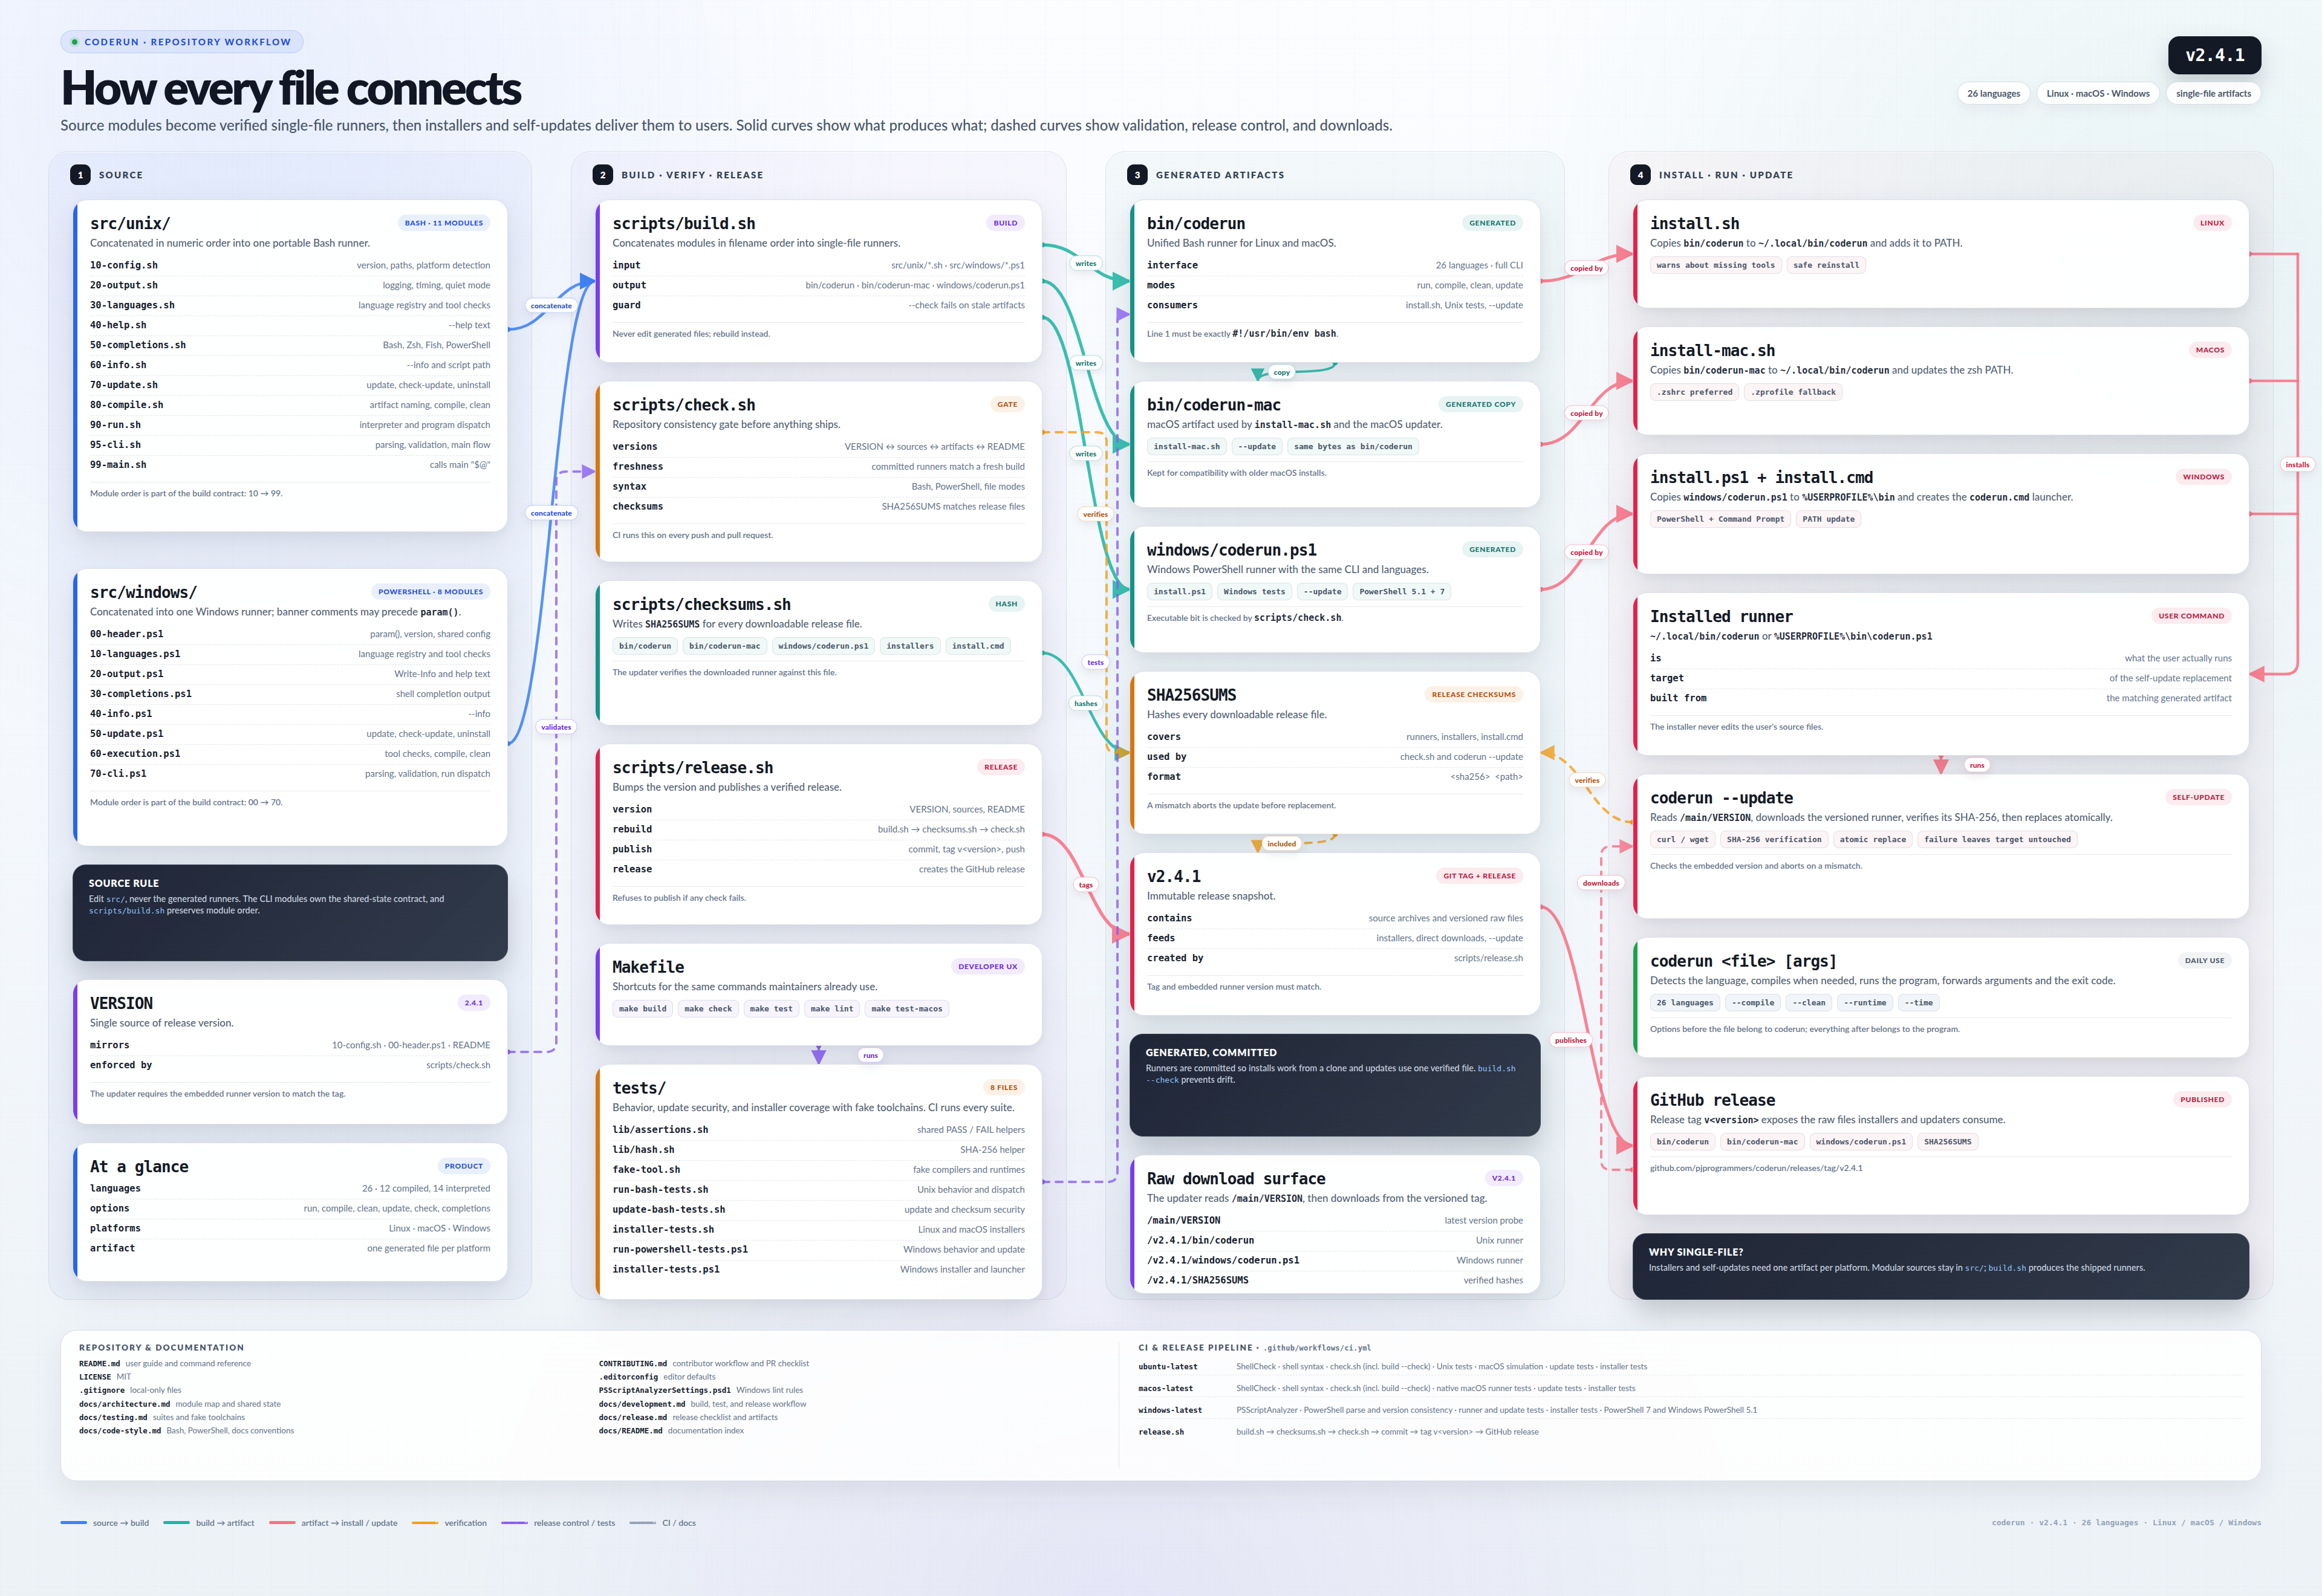 CODERUN · REPOSITORY WORKFLOW
How every file connects
Source modules become verified single-file runners, then installers and self-updates deliver them to users. Solid curves show what produces what; dashed curves show validation, release control, and downloads.
v2.4.1
26 languages
Linux · macOS · Windows
single-file artifacts
1 SOURCE
src/unix/
BASH · 11 MODULES
Concatenated in numeric order into one portable Bash runner.
10-config.sh version, paths, platform detection
20-output.sh logging, timing, quiet mode
30-languages.sh language registry and tool checks
40-help.sh --help text
50-completions.sh Bash, Zsh, Fish, PowerShell
60-info.sh --info and script path
70-update.sh update, check-update, uninstall
80-compile.sh artifact naming, compile, clean
90-run.sh interpreter and program dispatch
95-cli.sh parsing, validation, main flow
99-main.sh calls main "$@"
Module order is part of the build contract: 10 → 99.
src/windows/
POWERSHELL · 8 MODULES
Concatenated into one Windows runner; banner comments may precede param().
00-header.ps1 param(), version, shared config
10-languages.ps1 language registry and tool checks
20-output.ps1 Write-Info and help text
30-completions.ps1 shell completion output
40-info.ps1 --info
50-update.ps1 update, check-update, uninstall
60-execution.ps1 tool checks, compile, clean
70-cli.ps1 parsing, validation, run dispatch
Module order is part of the build contract: 00 → 70.
SOURCE RULE
Edit src/, never the generated runners. The CLI modules own the shared-state contract, and
scripts/build.sh preserves module order.
VERSION
2.4.1
Single source of release version.
mirrors 10-config.sh · 00-header.ps1 · README
enforced by scripts/check.sh
The updater requires the embedded runner version to match the tag.
At a glance
PRODUCT
languages 26 · 12 compiled, 14 interpreted
options run, compile, clean, update, check, completions
platforms Linux · macOS · Windows
artifact one generated file per platform
concatenate
concatenate
validates
2 BUILD · VERIFY · RELEASE
scripts/build.sh
BUILD
Concatenates modules in filename order into single-file runners.
input src/unix/*.sh · src/windows/*.ps1
output bin/coderun · bin/coderun-mac · windows/coderun.ps1
guard --check fails on stale artifacts
Never edit generated files; rebuild instead.
scripts/check.sh
GATE
Repository consistency gate before anything ships.
versions VERSION ↔ sources ↔ artifacts ↔ README
freshness committed runners match a fresh build
syntax Bash, PowerShell, file modes
checksums SHA256SUMS matches release files
CI runs this on every push and pull request.
scripts/checksums.sh
HASH
Writes SHA256SUMS for every downloadable release file.
bin/coderun bin/coderun-mac windows/coderun.ps1 installers install.cmd
The updater verifies the downloaded runner against this file.
scripts/release.sh
RELEASE
Bumps the version and publishes a verified release.
version VERSION, sources, README
rebuild build.sh → checksums.sh → check.sh
publish commit, tag v<version>, push
release creates the GitHub release
Refuses to publish if any check fails.
Makefile
DEVELOPER UX
Shortcuts for the same commands maintainers already use.
make build make check make test make lint make test-macos
runs
tests/
8 FILES
Behavior, update security, and installer coverage with fake toolchains. CI runs every suite.
lib/assertions.sh shared PASS / FAIL helpers
lib/hash.sh SHA-256 helper
fake-tool.sh fake compilers and runtimes
run-bash-tests.sh Unix behavior and dispatch
update-bash-tests.sh update and checksum security
installer-tests.sh Linux and macOS installers
run-powershell-tests.ps1 Windows behavior and update
installer-tests.ps1 Windows installer and launcher
writes
writes
writes
verifies
tests
hashes
tags
3 GENERATED ARTIFACTS
bin/coderun
GENERATED
Unified Bash runner for Linux and macOS.
interface 26 languages · full CLI
modes run, compile, clean, update
consumers install.sh, Unix tests, --update
Line 1 must be exactly #!/usr/bin/env bash.
copy
bin/coderun-mac
GENERATED COPY
macOS artifact used by install-mac.sh and the macOS updater.
install-mac.sh --update same bytes as bin/coderun
Kept for compatibility with older macOS installs.
windows/coderun.ps1
GENERATED
Windows PowerShell runner with the same CLI and languages.
install.ps1 Windows tests --update PowerShell 5.1 + 7
Executable bit is checked by scripts/check.sh.
SHA256SUMS
RELEASE CHECKSUMS
Hashes every downloadable release file.
covers runners, installers, install.cmd
used by check.sh and coderun --update
format <sha256> <path>
A mismatch aborts the update before replacement.
included
v2.4.1
GIT TAG + RELEASE
Immutable release snapshot.
contains source archives and versioned raw files
feeds installers, direct downloads, --update
created by scripts/release.sh
Tag and embedded runner version must match.
GENERATED, COMMITTED
Runners are committed so installs work from a clone and updates use one verified file. build.sh
--check prevents drift.
Raw download surface
V2.4.1
The updater reads /main/VERSION, then downloads from the versioned tag.
/main/VERSION latest version probe
/v2.4.1/bin/coderun Unix runner
/v2.4.1/windows/coderun.ps1 Windows runner
/v2.4.1/SHA256SUMS verified hashes
copied by
copied by
copied by
verifies
downloads
publishes
4 INSTALL · RUN · UPDATE
install.sh
LINUX
Copies bin/coderun to ~/.local/bin/coderun and adds it to PATH.
warns about missing tools safe reinstall
install-mac.sh
MACOS
Copies bin/coderun-mac to ~/.local/bin/coderun and updates the zsh PATH.
.zshrc preferred .zprofile fallback
install.ps1 + install.cmd
WINDOWS
Copies windows/coderun.ps1 to %USERPROFILE%\bin and creates the coderun.cmd launcher.
PowerShell + Command Prompt PATH update
installs
Installed runner
USER COMMAND
~/.local/bin/coderun or %USERPROFILE%\bin\coderun.ps1
is what the user actually runs
target of the self-update replacement
built from the matching generated artifact
The installer never edits the user's source files.
runs
coderun --update
SELF-UPDATE
Reads /main/VERSION, downloads the versioned runner, verifies its SHA-256, then replaces atomically.
curl / wget SHA-256 verification atomic replace failure leaves target untouched
Checks the embedded version and aborts on a mismatch.
coderun <file> [args]
DAILY USE
Detects the language, compiles when needed, runs the program, forwards arguments and the exit code.
26 languages --compile --clean --runtime --time
Options before the file belong to coderun; everything after belongs to the program.
GitHub release
PUBLISHED
Release tag v<version> exposes the raw files installers and updaters consume.
bin/coderun bin/coderun-mac windows/coderun.ps1 SHA256SUMS
github.com/pjprogrammers/coderun/releases/tag/v2.4.1
WHY SINGLE-FILE?
Installers and self-updates need one artifact per platform. Modular sources stay in src/; build.sh produces the shipped runners.
REPOSITORY & DOCUMENTATION
README.md user guide and command reference
LICENSE MIT
.gitignore local-only files
docs/architecture.md module map and shared state
docs/testing.md suites and fake toolchains
docs/code-style.md Bash, PowerShell, docs conventions
CONTRIBUTING.md contributor workflow and PR checklist
.editorconfig editor defaults
PSScriptAnalyzerSettings.psd1 Windows lint rules
docs/development.md build, test, and release workflow
docs/release.md release checklist and artifacts
docs/README.md documentation index
CI & RELEASE PIPELINE · .github/workflows/ci.yml
ubuntu-latest ShellCheck · shell syntax · check.sh (incl. build --check) · Unix tests · macOS simulation · update tests · installer tests
macos-latest ShellCheck · shell syntax · check.sh (incl. build --check) · native macOS runner tests · update tests · installer tests
windows-latest PSScriptAnalyzer · PowerShell parse and version consistency · runner and update tests · installer tests · PowerShell 7 and Windows PowerShell 5.1
release.sh build.sh → checksums.sh → check.sh → commit → tag v<version> → GitHub release
source → build
build → artifact
artifact → install / update
verification
release control / tests
CI / docs
coderun · v2.4.1 · 26 languages · Linux / macOS / Windows